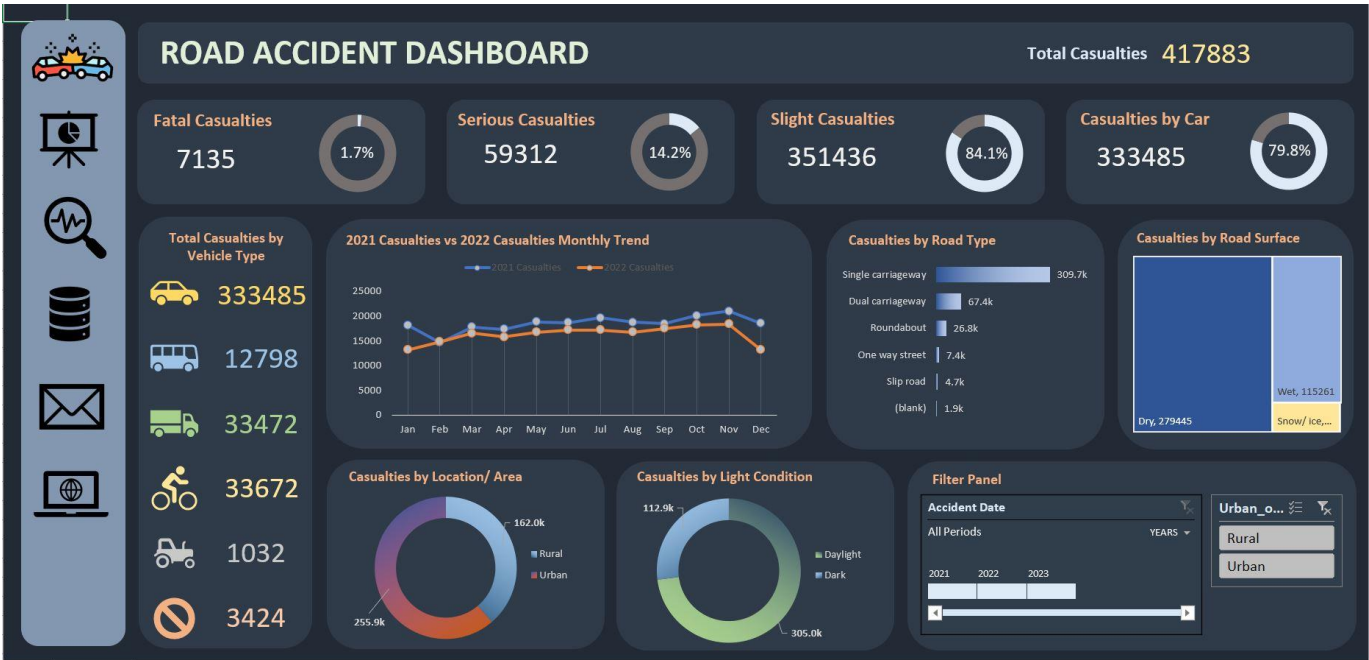 ROAD ACCIDENT DASHBOARD
Total Casualties 417883
Fatal Casualties
7135
1.7%
Serious Casualties
59312
14.2%
Slight Casualties
351436
84.1%
Casualties by Car
333485
79.8%
Total Casualties by
Vehicle Type
333485
12798
33472
33672
1032
3424
2021 Casualties vs 2022 Casualties Monthly Trend
2021 Casualties 2022 Casualties
25000
20000
15000
10000
5000
0
Jan Feb Mar Apr May Jun Jul Aug Sep Oct Nov Dec
Casualties by Road Type
Single carriageway 309.7k
Dual carriageway 67.4k
Roundabout 26.8k
One way street 7.4k
Slip road 4.7k
(blank) 1.9k
Casualties by Road Surface
Dry, 279445
Wet, 115261
Snow/ Ice,...
Casualties by Location/ Area
162.0k
Rural
Urban
255.9k
Casualties by Light Condition
112.9k
Daylight
Dark
305.0k
Filter Panel
Accident Date
All Periods YEARS
2021 2022 2023
Urban_o...
Rural
Urban